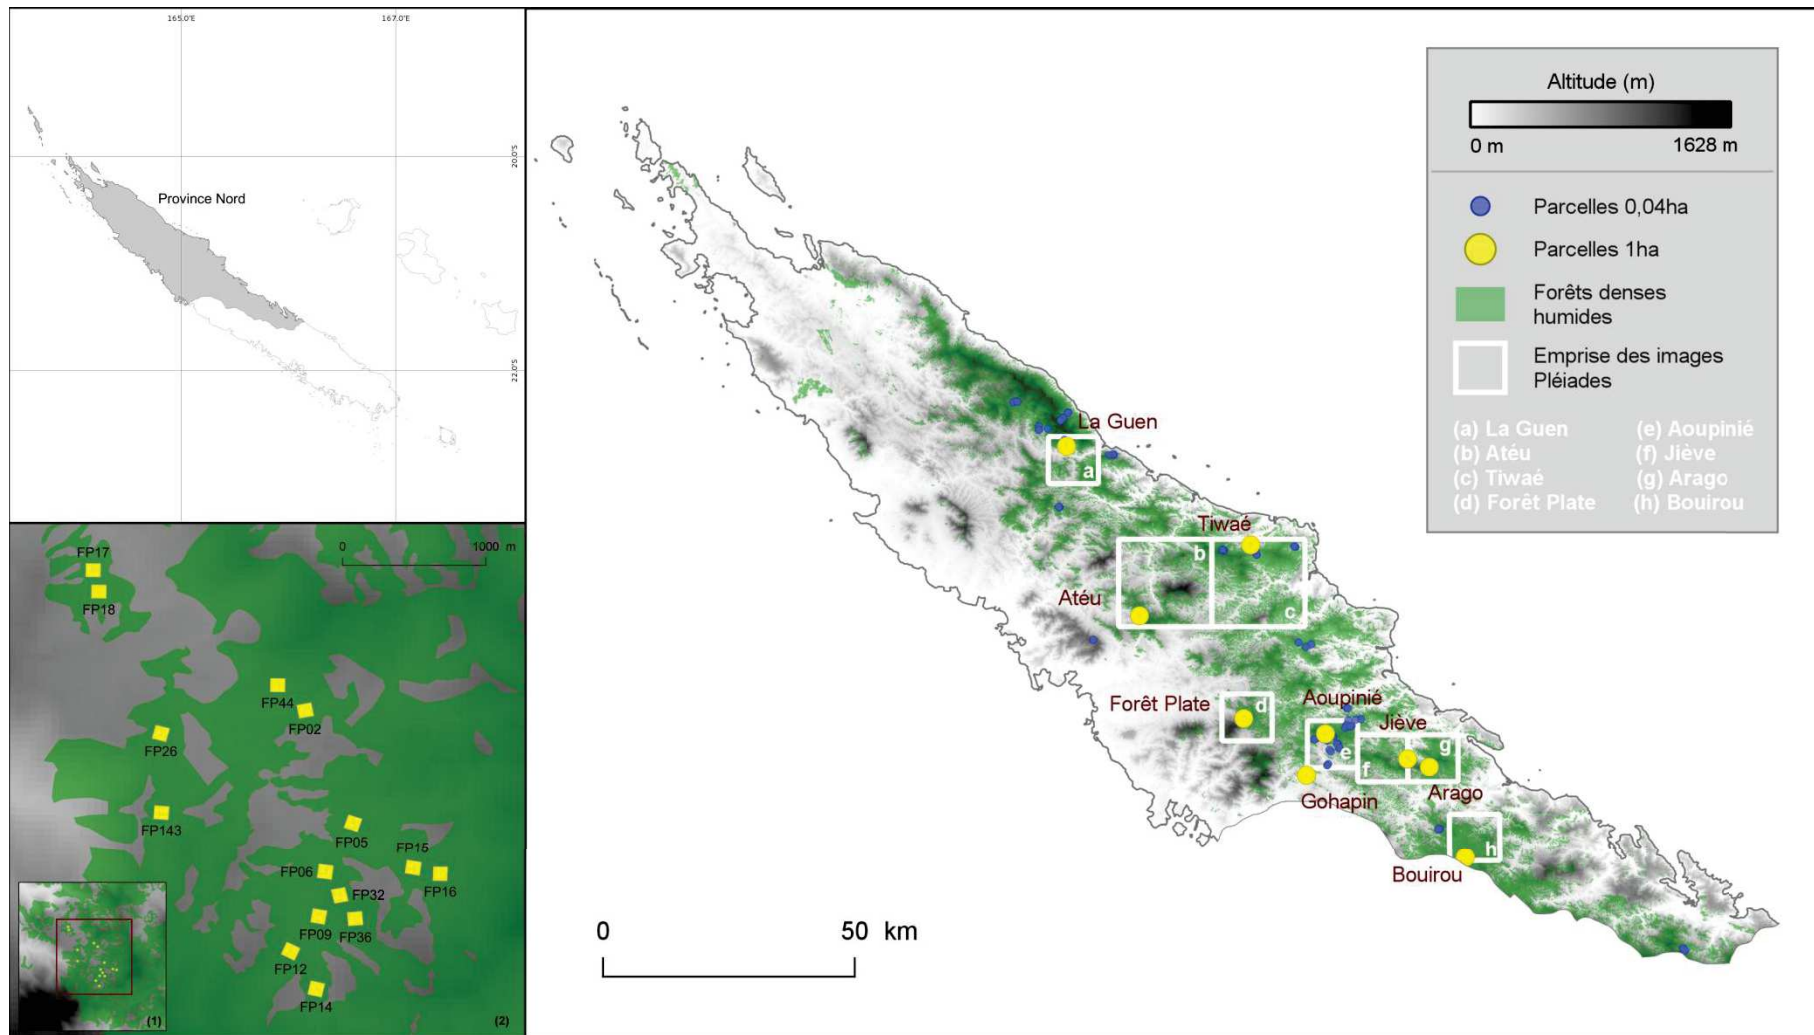 165.0°E
167.0°E
20.0°S
22.0°S
Province Nord
0
1000 m
FP17
FP18
FP44
FP02
FP26
FP143
FP05
FP15
FP06
FP16
FP32
FP09
FP36
FP12
FP14
(1)
(2)
Altitude (m)
0 m
1628 m
Parcelles 0,04ha
Parcelles 1ha
Forêts denses
humides
Emprise des images
Pléiades
(a) La Guen
(e) Aoupinié
(b) Atéu
(f) Jiève
(c) Tiwaé
(g) Arago
(d) Forêt Plate
(h) Bouirou
La Guen
a
Tiwaé
b
Atéu
c
Aoupinié
Forêt Plate
d
Jiève
e
g
f
Gohapin
Arago
h
Bouirou
0
50 km